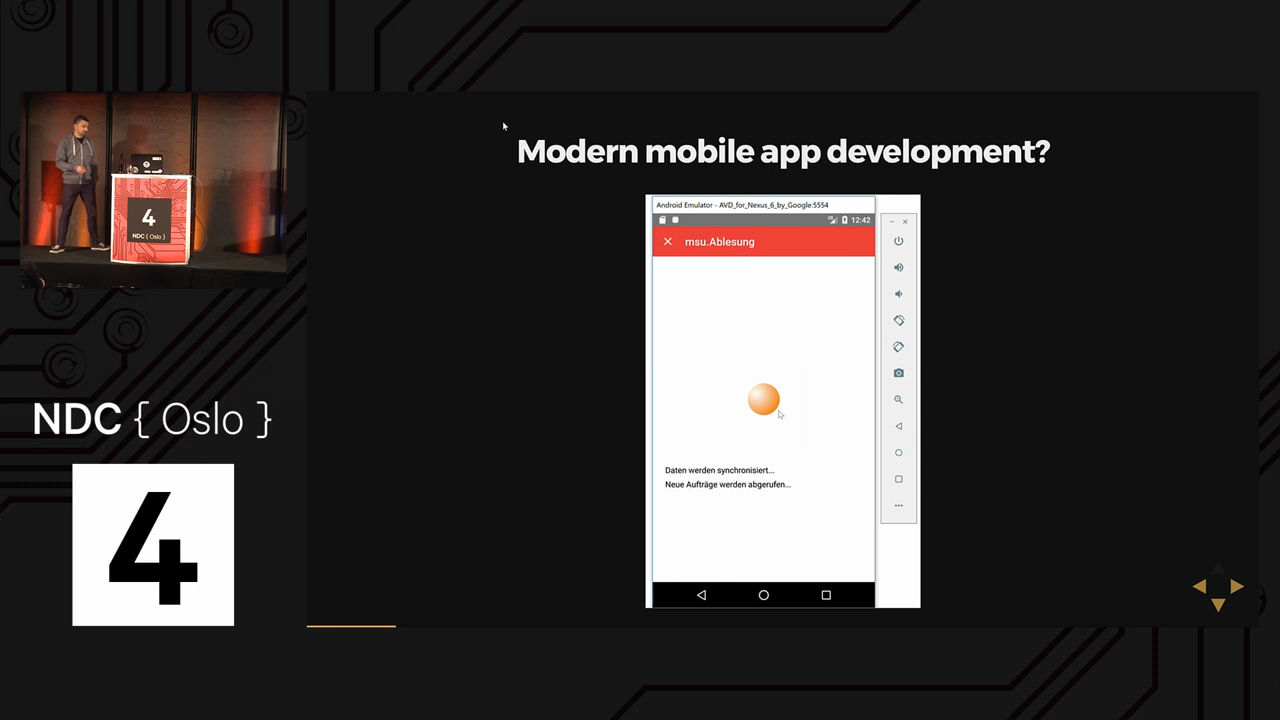 Modern mobile app development?
Android Emulator - AVD_for_Nexus_6_by_Google:5554
12:42
msu.Ablesung
Daten werden synchronisiert...
Neue Aufträge werden abgerufen...
4
NDC { Oslo }
NDC { Oslo }
4